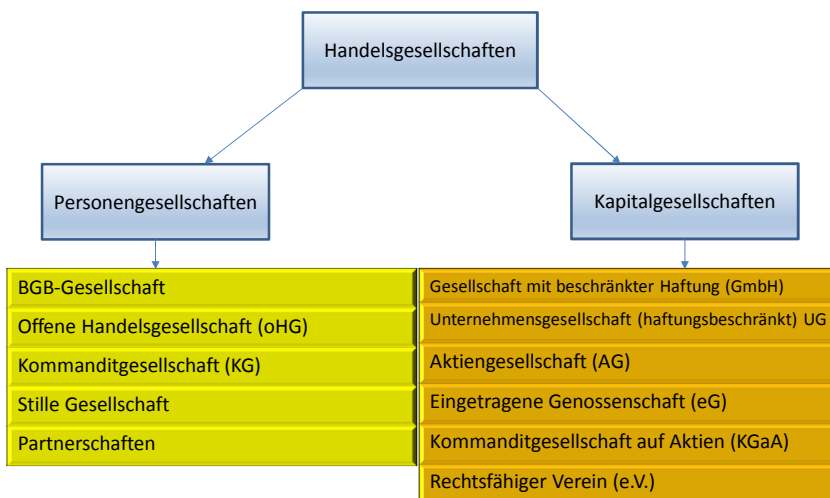 Handelsgesellschaften
Personengesellschaften
Kapitalgesellschaften
BGB-Gesellschaft
Offene Handelsgesellschaft (oHG)
Kommanditgesellschaft (KG)
Stille Gesellschaft
Partnerschaften
Gesellschaft mit beschränkter Haftung (GmbH)
Unternehmensgesellschaft (haftungsbeschränkt) UG
Aktiengesellschaft (AG)
Eingetragene Genossenschaft (eG)
Kommanditgesellschaft auf Aktien (KGaA)
Rechtsfähiger Verein (e.V.)